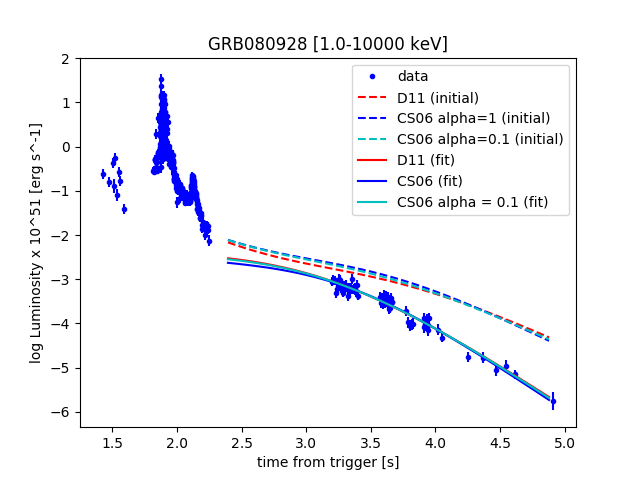 GRB080928 [1.0-10000 keV]
data
D11 (initial)
CS06 alpha=1 (initial)
CS06 alpha=0.1 (initial)
D11 (fit)
CS06 (fit)
CS06 alpha = 0.1 (fit)
log Luminosity x 10^51 [erg s^-1]
2
1
0
−1
−2
−3
−4
−5
−6
1.5 2.0 2.5 3.0 3.5 4.0 4.5 5.0
time from trigger [s]